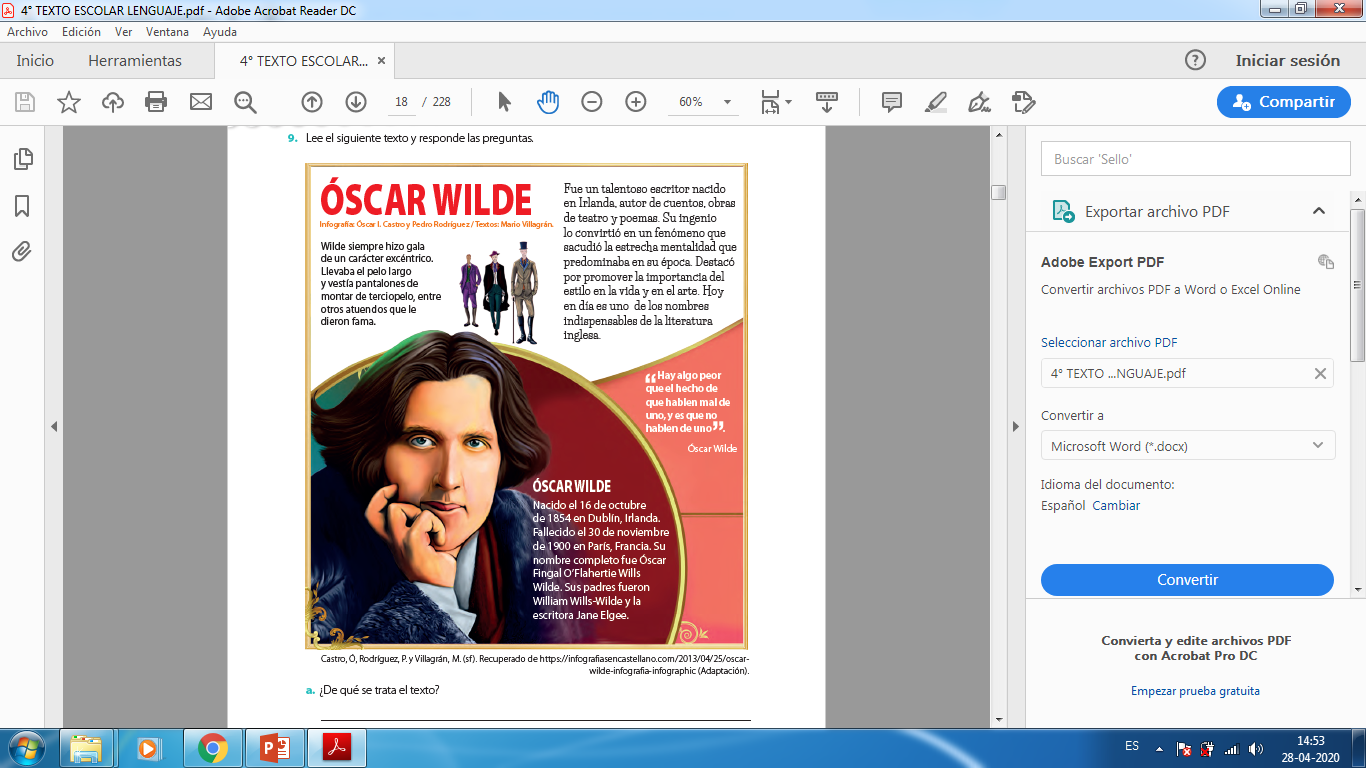 4° TEXTO ESCOLAR LENGUAJE.pdf - Adobe Acrobat Reader DC
Archivo Edición Ver Ventana Ayuda
Inicio Herramientas 4° TEXTO ESCOLAR... × Iniciar sesión
18 / 228 60% Compartir
9. Lee el siguiente texto y responde las preguntas.
ÓSCAR WILDE
Infografía: Óscar I. Castro y Pedro Rodríguez / Textos: Mario Villagrán.
Wilde siempre hizo gala
de un carácter excéntrico.
Llevaba el pelo largo
y vestía pantalones de
montar de terciopelo, entre
otros atuendos que le
dieron fama.
Fue un talentoso escritor nacido
en Irlanda, autor de cuentos, obras
de teatro y poemas. Su ingenio
lo convirtió en un fenómeno que
sacudió la estrecha mentalidad que
predominaba en su época. Destacó
por promover la importancia del
estilo en la vida y en el arte. Hoy
en día es uno de los nombres
indispensables de la literatura
inglesa.
“Hay algo peor
que el hecho de
que hablen mal de
uno, y es que no
hablen de uno”.
Óscar Wilde
ÓSCAR WILDE
Nacido el 16 de octubre
de 1854 en Dublín, Irlanda.
Fallecido el 30 de noviembre
de 1900 en París, Francia. Su
nombre completo fue Óscar
Fingal O’Flahertie Wills
Wilde. Sus padres fueron
William Wills-Wilde y la
escritora Jane Elgee.
Castro, Ó, Rodríguez, P. y Villagrán, M. (sf). Recuperado de https://infografiasencastellano.com/2013/04/25/oscar-
wilde-infografia-infographic (Adaptación).
a. ¿De qué se trata el texto?
Buscar 'Sello'
Exportar archivo PDF
Adobe Export PDF
Convertir archivos PDF a Word o Excel Online
Seleccionar archivo PDF
4° TEXTO ...NGUAJE.pdf
Convertir a
Microsoft Word (*.docx)
Idioma del documento:
Español Cambiar
Convertir
Convierta y edite archivos PDF
con Acrobat Pro DC
Empezar prueba gratuita
ES
14:53
28-04-2020